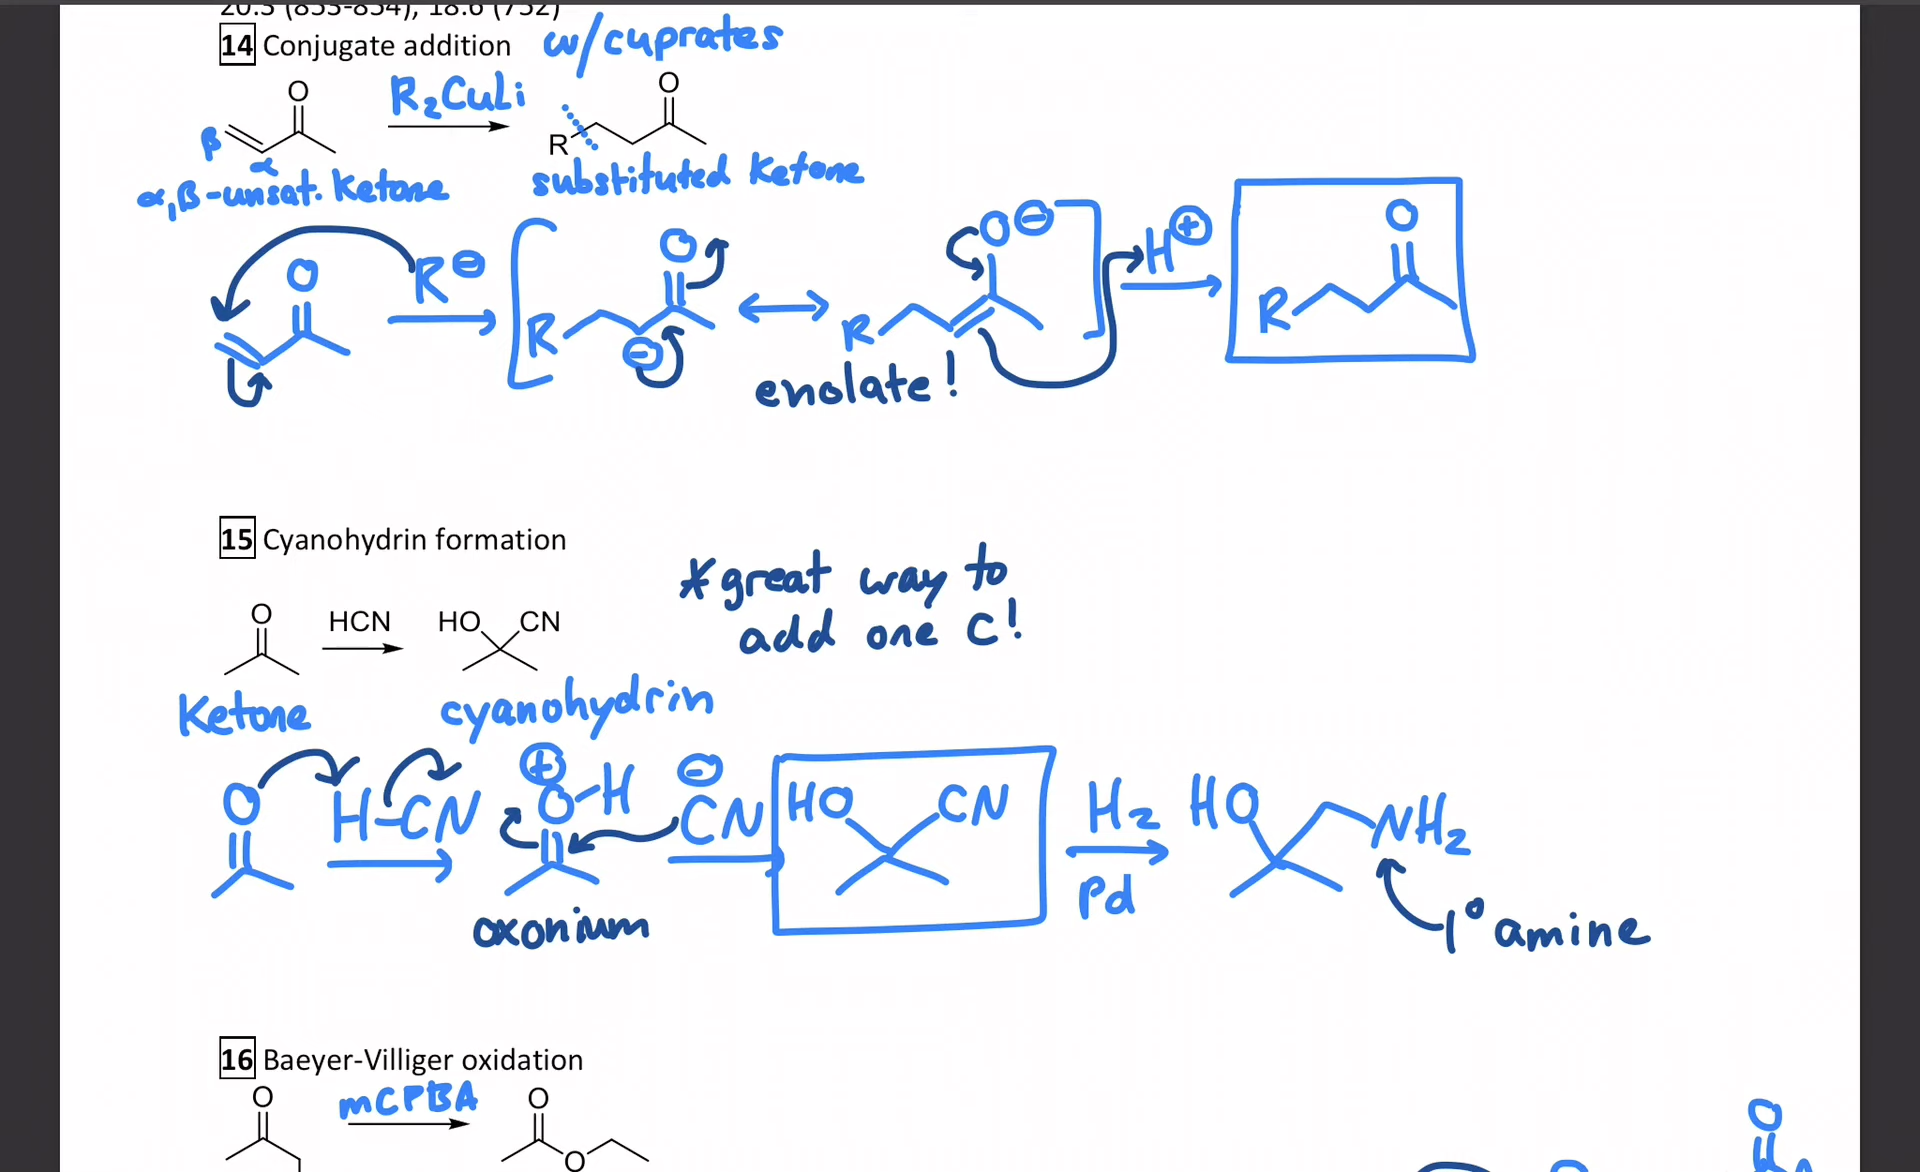 20.3 (853-854), 18.6 (752)
14 Conjugate addition w/cuprates
O R₂CuLi O
β α R
α,β-unsat. Ketone substituted Ketone
O R⊖ O R ⊖ O⊖ R H⊕ O R
enolate!
15 Cyanohydrin formation
*great way to
add one C!
O HCN HO CN
Ketone cyanohydrin
O H-CN ⊕ O-H ⊖ CN HO CN H₂ Pd HO NH₂
oxonium 1° amine
16 Baeyer-Villiger oxidation
O mCPBA O
O
O